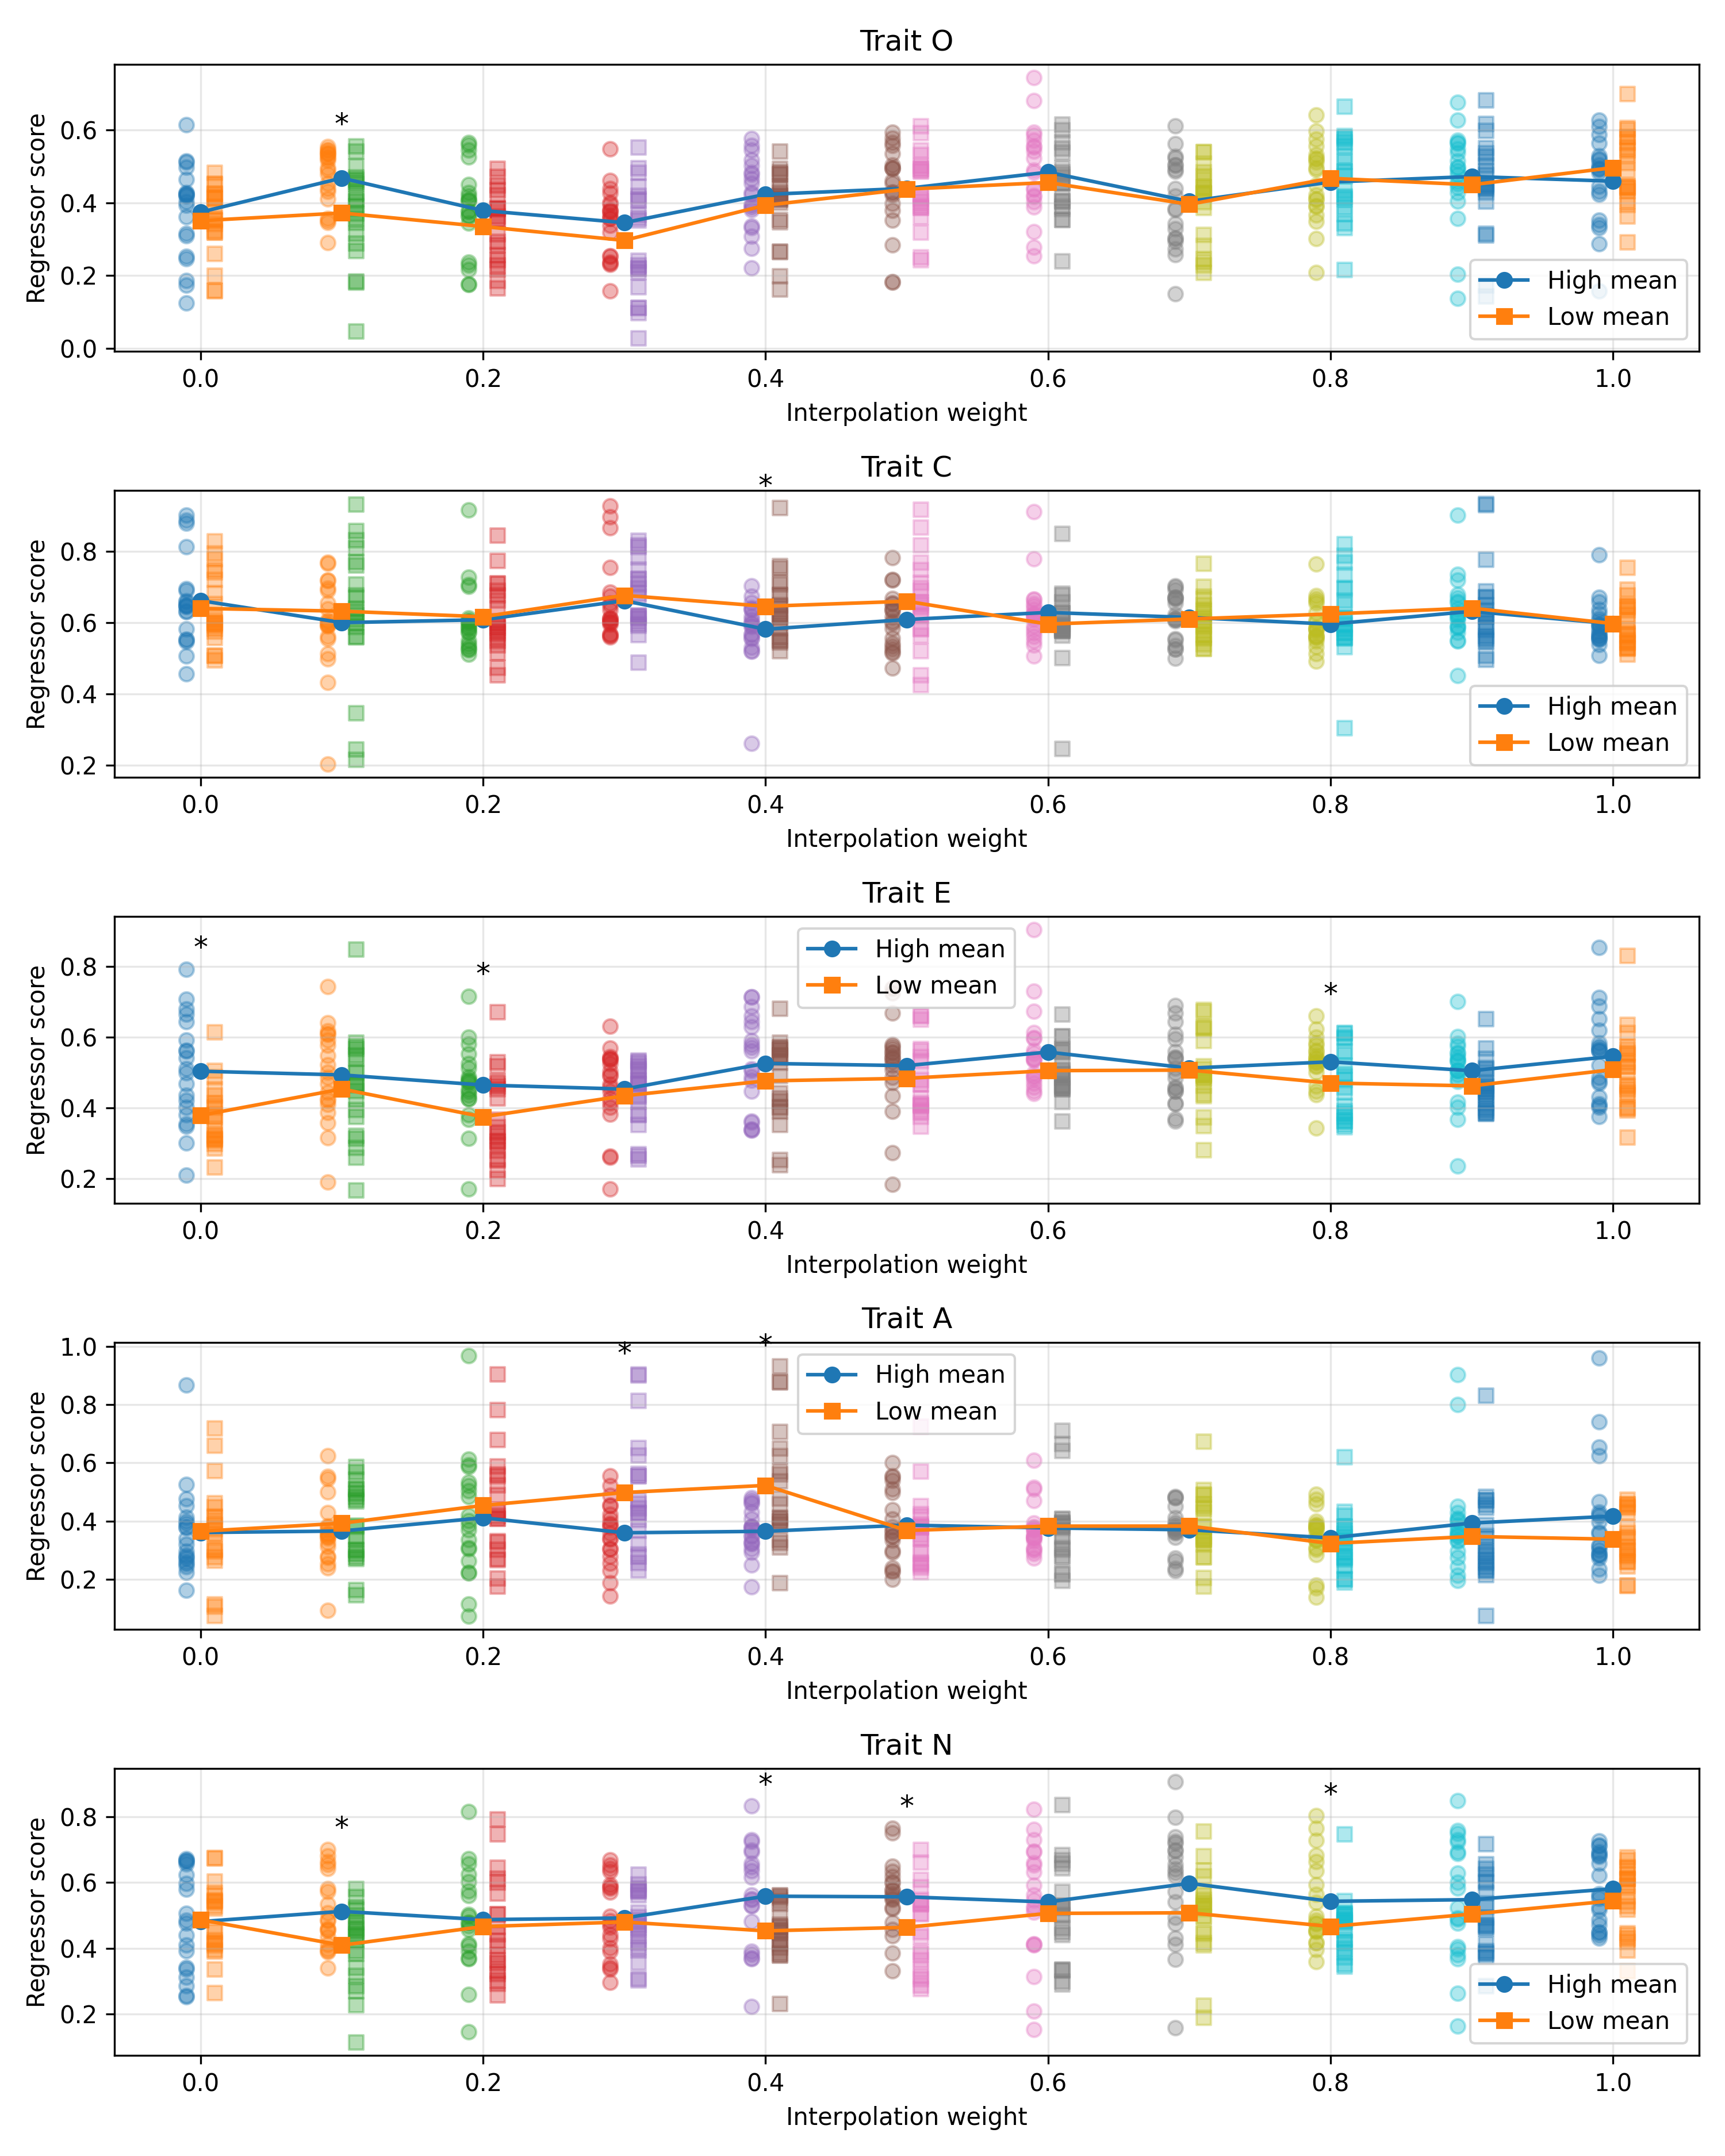 Trait O
Regressor score
0.6
0.4
0.2
0.0
*
High mean
Low mean
0.0 0.2 0.4 0.6 0.8 1.0
Interpolation weight
Trait C
Regressor score
0.8
0.6
0.4
0.2
*
High mean
Low mean
0.0 0.2 0.4 0.6 0.8 1.0
Interpolation weight
Trait E
Regressor score
0.8
0.6
0.4
0.2
* * *
High mean
Low mean
0.0 0.2 0.4 0.6 0.8 1.0
Interpolation weight
Trait A
Regressor score
1.0
0.8
0.6
0.4
0.2
* *
High mean
Low mean
0.0 0.2 0.4 0.6 0.8 1.0
Interpolation weight
Trait N
Regressor score
0.8
0.6
0.4
0.2
* * * *
High mean
Low mean
0.0 0.2 0.4 0.6 0.8 1.0
Interpolation weight